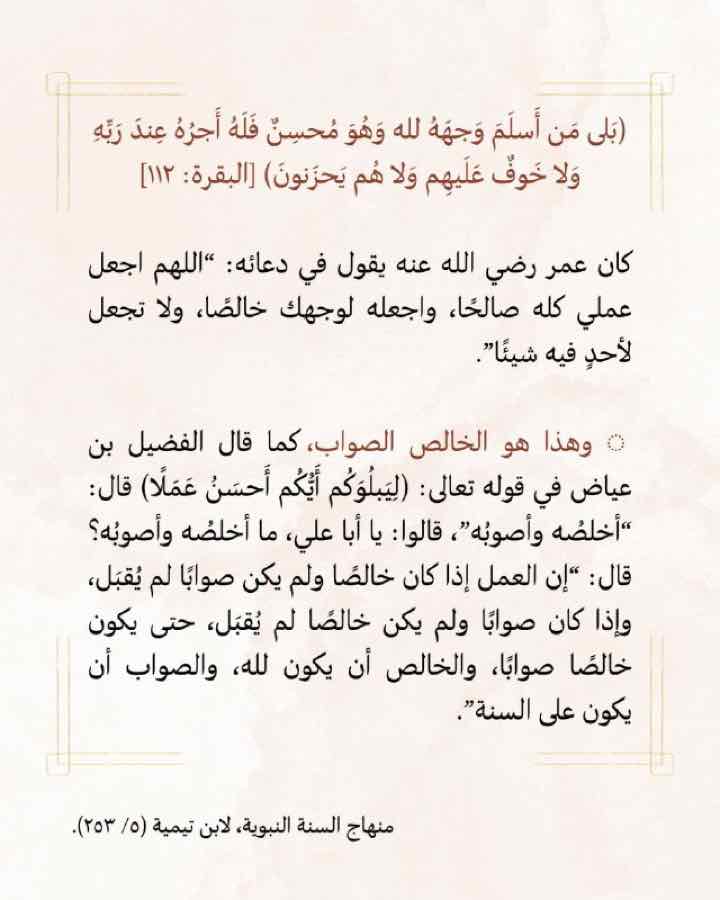 (بَلى مَن أَسلَمَ وَجهَهُ لله وَهُوَ مُحسِنٌ فَلَهُ أَجرُهُ عِندَ رَبِّهِ
وَلا خَوفٌ عَلَيهِم وَلا هُم يَحزَنونَ) [البقرة: ١١٢]
كان عمر رضي الله عنه يقول في دعائه: “اللهم اجعل
عملي كله صالحًا، واجعله لوجهك خالصًا، ولا تجعل
لأحدٍ فيه شيئًا”.
وهذا هو الخالص الصواب، كما قال الفضيل بن
عياض في قوله تعالى: (لِيَبلُوَكُم أَيُّكُم أَحسَنُ عَمَلًا) قال:
“أخلصُه وأصوبُه”، قالوا: يا أبا علي، ما أخلصُه وأصوبُه؟
قال: “إن العمل إذا كان خالصًا ولم يكن صوابًا لم يُقبَل،
وإذا كان صوابًا ولم يكن خالصًا لم يُقبَل، حتى يكون
خالصًا صوابًا، والخالص أن يكون لله، والصواب أن
يكون على السنة”.
منهاج السنة النبوية، لابن تيمية (٥/ ٢٥٣).